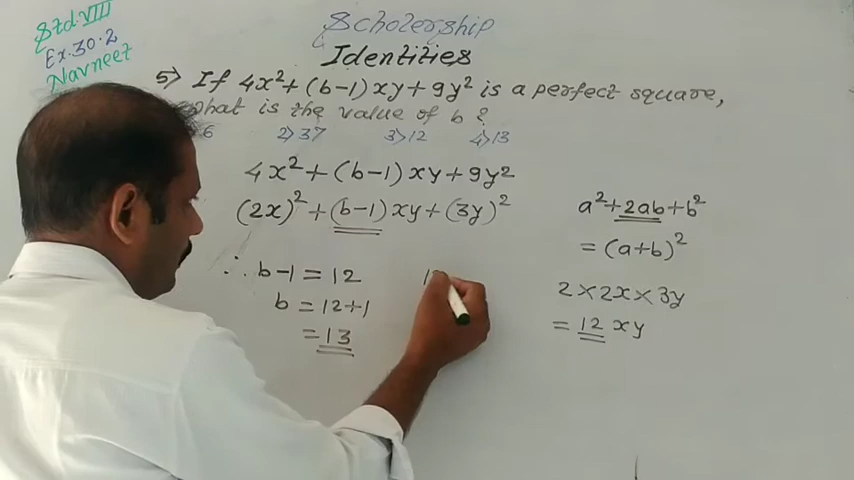 Std. VIII
Ex. 30.2
Navneet
Scholership
Identities
5> If 4x²+(b-1)xy+9y² is a perfect square,
what is the value of b?
6 2>37 3>12 4>13
4x²+(b-1)xy+9y²
(2x)²+(b-1)xy+(3y)²
∴ b-1=12
b=12+1
=13
a²+2ab+b²
=(a+b)²
2×2x×3y
=12xy